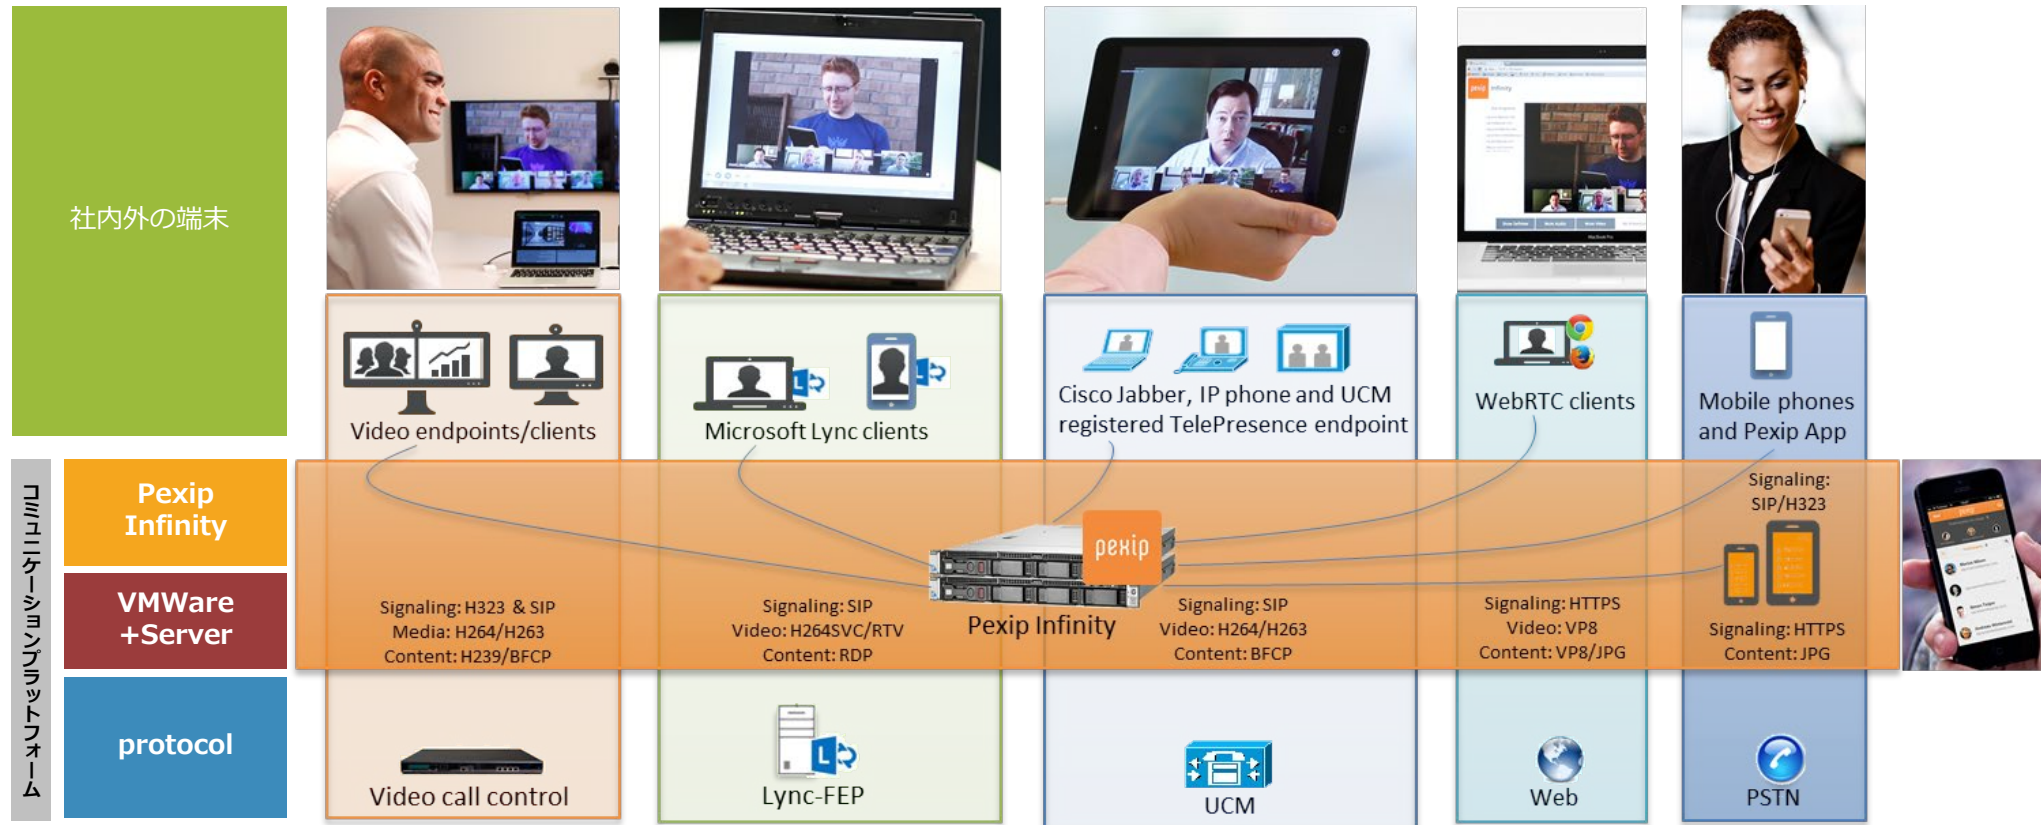 社内外の端末
Video endpoints/clients
Microsoft Lync clients
Cisco Jabber, IP phone and UCM
registered TelePresence endpoint
WebRTC clients
Mobile phones
and Pexip App
コミュニケーションプラットフォーム
Pexip
Infinity
VMWare
+Server
protocol
pexip
Pexip Infinity
Signaling: H323 & SIP
Media: H264/H263
Content: H239/BFCP
Signaling: SIP
Video: H264SVC/RTV
Content: RDP
Signaling: SIP
Video: H264/H263
Content: BFCP
Signaling: HTTPS
Video: VP8
Content: VP8/JPG
Signaling:
SIP/H323
Signaling: HTTPS
Content: JPG
Video call control
Lync-FEP
UCM
Web
PSTN
pexip
Infinity
pexip